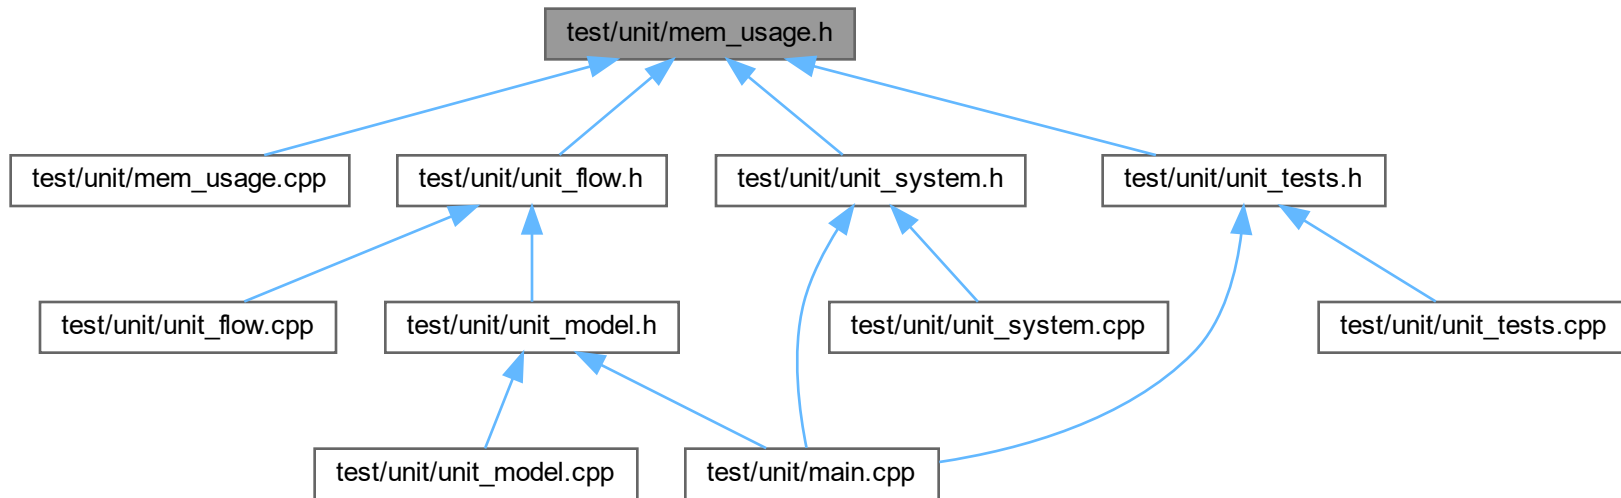 test/unit/mem_usage.h
test/unit/mem_usage.cpp
test/unit/unit_flow.h
test/unit/unit_system.h
test/unit/unit_tests.h
test/unit/unit_flow.cpp
test/unit/unit_model.h
test/unit/unit_system.cpp
test/unit/unit_tests.cpp
test/unit/unit_model.cpp
test/unit/main.cpp